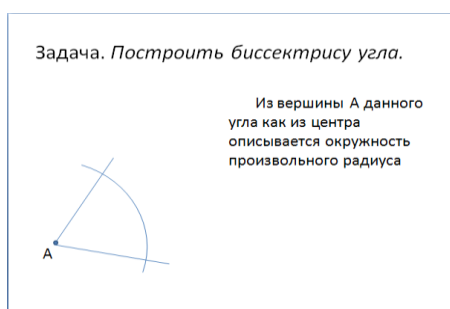 Задача. Построить биссектрису угла.
Из вершины А данного
угла как из центра
описывается окружность
произвольного радиуса
А